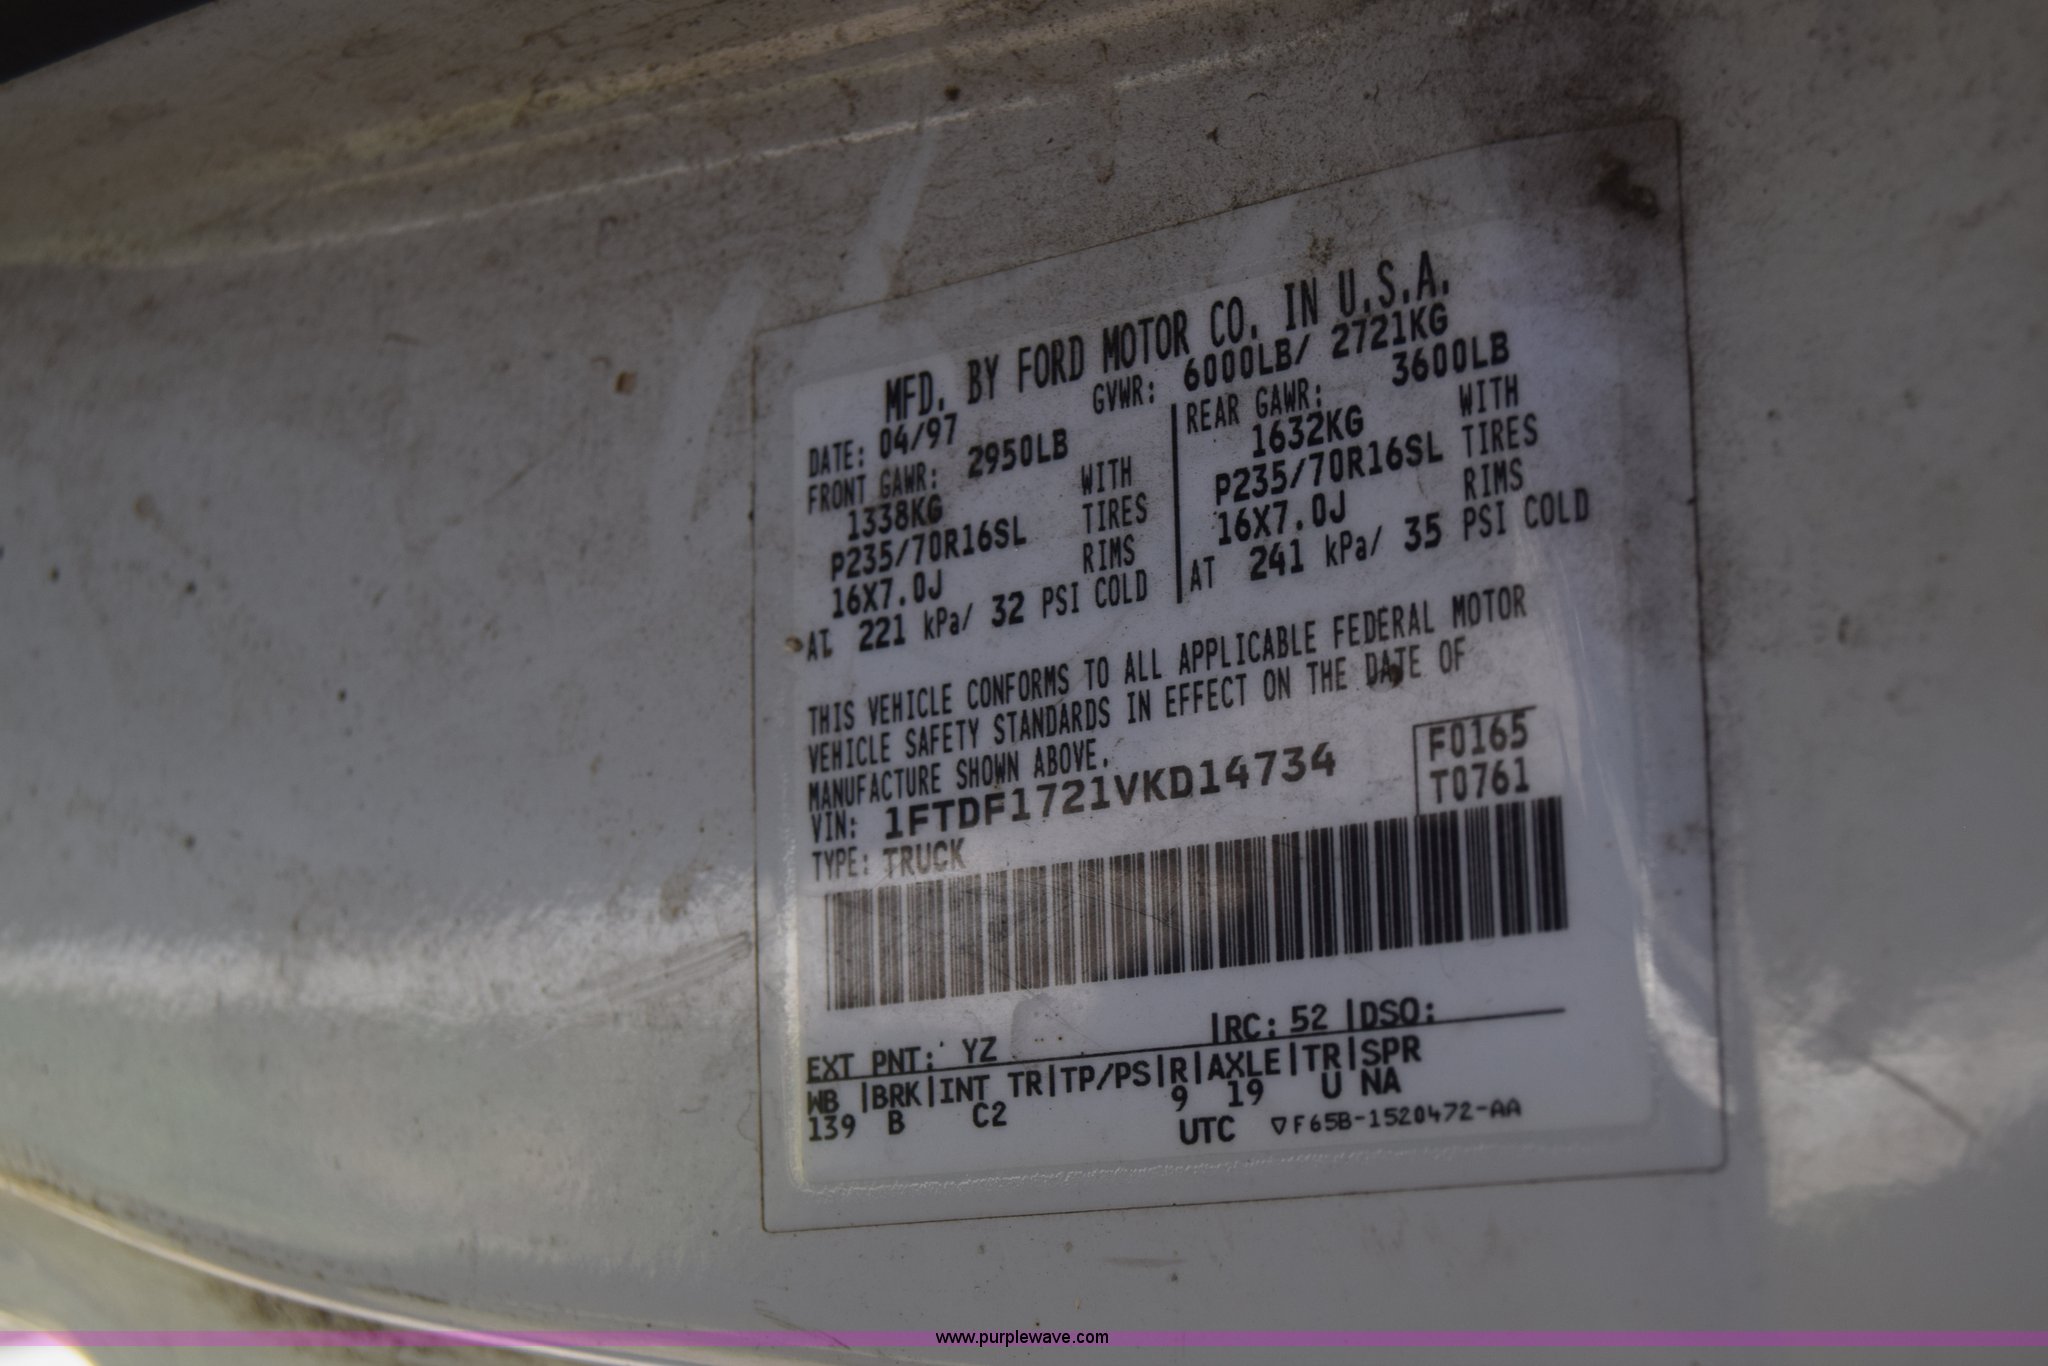 MFD. BY FORD MOTOR CO. IN U.S.A.
DATE: 04/97 GVWR: 6000LB/ 2721KG
FRONT GAWR: 2950LB
1338KG WITH
P235/70R16SL TIRES
16X7.0J RIMS
AT 221 kPa/ 32 PSI COLD
REAR GAWR: 3600LB
1632KG WITH
P235/70R16SL TIRES
16X7.0J RIMS
AT 241 kPa/ 35 PSI COLD
THIS VEHICLE CONFORMS TO ALL APPLICABLE FEDERAL MOTOR
VEHICLE SAFETY STANDARDS IN EFFECT ON THE DATE OF
MANUFACTURE SHOWN ABOVE.
VIN: 1FTDF1721VKD14734
TYPE: TRUCK
F0165
T0761
EXT PNT: YZ |RC: 52 |DSO:
WB |BRK|INT TR|TP/PS|R|AXLE|TR|SPR
139 B C2 9 19 U NA
UTC ▽F65B-1520472-AA
www.purplewave.com